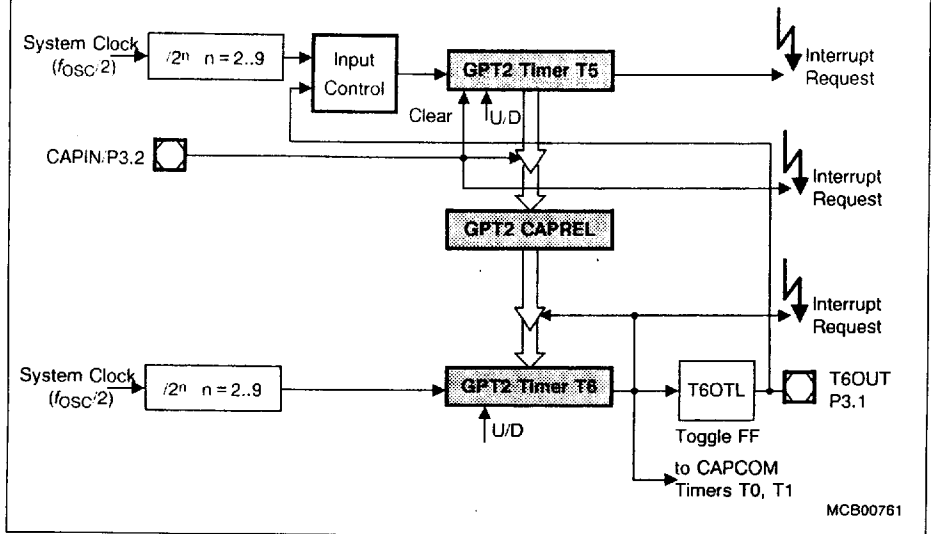 System Clock
(fOSC/2)
/2ⁿ n = 2..9
Input
Control
GPT2 Timer T5
Interrupt
Request
Clear
U/D
CAPIN/P3.2
Interrupt
Request
GPT2 CAPREL
Interrupt
Request
System Clock
(fOSC/2)
/2ⁿ n = 2..9
GPT2 Timer T6
T6OTL
T6OUT
P3.1
U/D
Toggle FF
to CAPCOM
Timers T0, T1
MCB00761